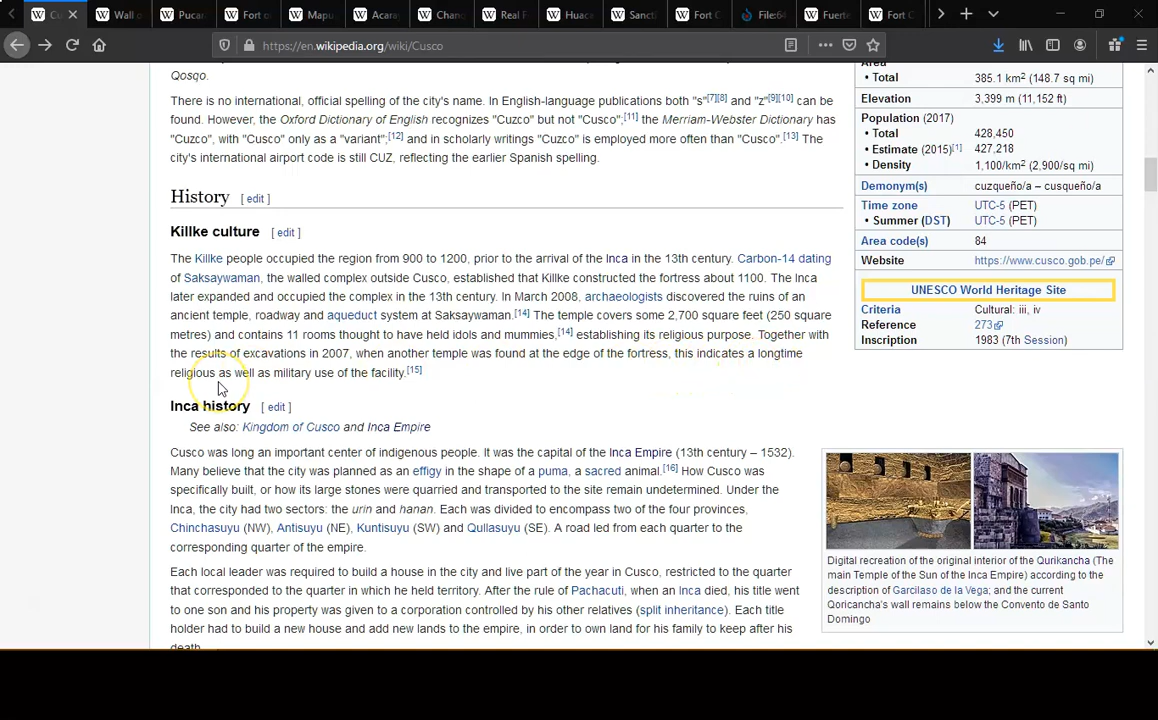 Cu
Wall o
Pucar
Fort o
Mapu
Acara
Chan
Real F
Huaca
Sancti
Fort C
File:64
Fuerte
Fort C
https://en.wikipedia.org/wiki/Cusco
Qosqo.
There is no international, official spelling of the city's name. In English-language publications both "s"[7][8] and "z"[9][10] can be
found. However, the Oxford Dictionary of English recognizes "Cuzco" but not "Cusco";[11] the Merriam-Webster Dictionary has
"Cuzco", with "Cusco" only as a "variant";[12] and in scholarly writings "Cuzco" is employed more often than "Cusco".[13] The
city's international airport code is still CUZ, reflecting the earlier Spanish spelling.
History [ edit ]
Killke culture [ edit ]
The Killke people occupied the region from 900 to 1200, prior to the arrival of the Inca in the 13th century. Carbon-14 dating
of Saksaywaman, the walled complex outside Cusco, established that Killke constructed the fortress about 1100. The Inca
later expanded and occupied the complex in the 13th century. In March 2008, archaeologists discovered the ruins of an
ancient temple, roadway and aqueduct system at Saksaywaman.[14] The temple covers some 2,700 square feet (250 square
metres) and contains 11 rooms thought to have held idols and mummies,[14] establishing its religious purpose. Together with
the results of excavations in 2007, when another temple was found at the edge of the fortress, this indicates a longtime
religious as well as military use of the facility.[15]
Inca history [ edit ]
See also: Kingdom of Cusco and Inca Empire
Cusco was long an important center of indigenous people. It was the capital of the Inca Empire (13th century – 1532).
Many believe that the city was planned as an effigy in the shape of a puma, a sacred animal.[16] How Cusco was
specifically built, or how its large stones were quarried and transported to the site remain undetermined. Under the
Inca, the city had two sectors: the urin and hanan. Each was divided to encompass two of the four provinces,
Chinchasuyu (NW), Antisuyu (NE), Kuntisuyu (SW) and Qullasuyu (SE). A road led from each quarter to the
corresponding quarter of the empire.
Each local leader was required to build a house in the city and live part of the year in Cusco, restricted to the quarter
that corresponded to the quarter in which he held territory. After the rule of Pachacuti, when an Inca died, his title went
to one son and his property was given to a corporation controlled by his other relatives (split inheritance). Each title
holder had to build a new house and add new lands to the empire, in order to own land for his family to keep after his
death.
Area
• Total 385.1 km2 (148.7 sq mi)
Elevation 3,399 m (11,152 ft)
Population (2017)
• Total 428,450
• Estimate (2015)[1] 427,218
• Density 1,100/km2 (2,900/sq mi)
Demonym(s) cuzqueño/a – cusqueño/a
Time zone UTC-5 (PET)
• Summer (DST) UTC-5 (PET)
Area code(s) 84
Website https://www.cusco.gob.pe/
UNESCO World Heritage Site
Criteria Cultural: iii, iv
Reference 273
Inscription 1983 (7th Session)
Digital recreation of the original interior of the Qurikancha (The
main Temple of the Sun of the Inca Empire) according to the
description of Garcilaso de la Vega; and the current
Qoricancha's wall remains below the Convento de Santo
Domingo